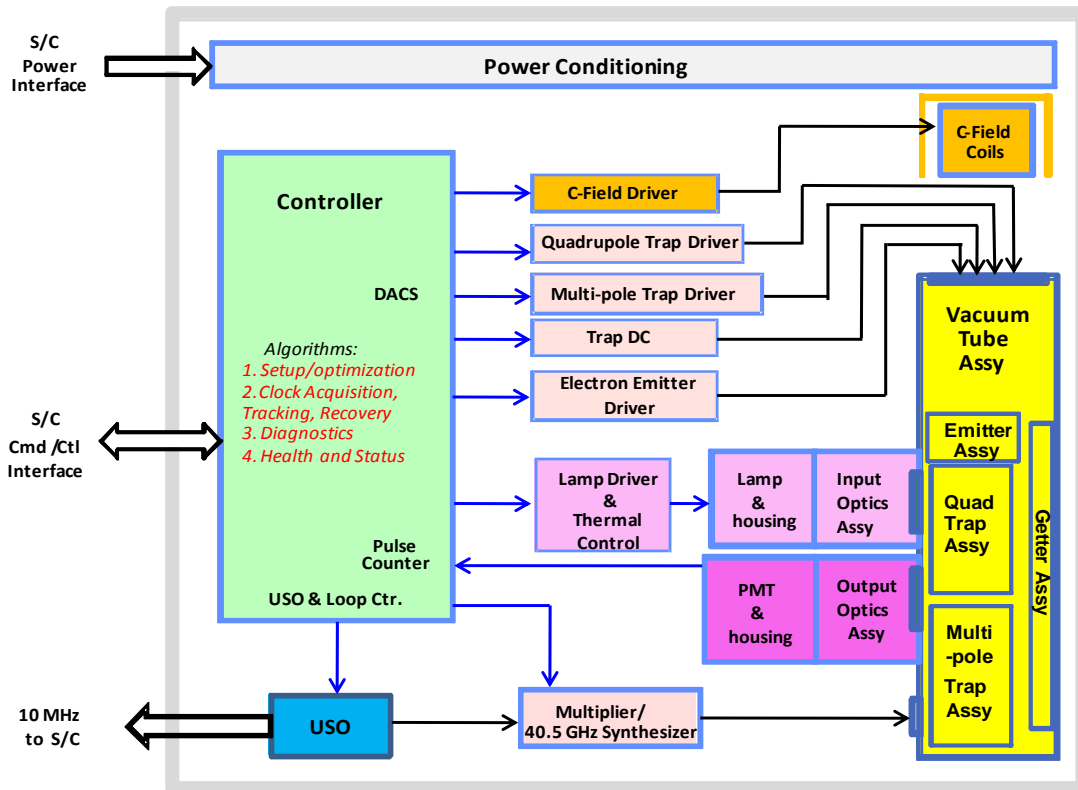 S/C
Power
Interface
Power Conditioning
C-Field
Coils
Controller
C-Field Driver
Quadrupole Trap Driver
DACS
Multi-pole Trap Driver
Trap DC
Vacuum
Tube
Assy
Algorithms:
1. Setup/optimization
2. Clock Acquisition,
Tracking, Recovery
3. Diagnostics
4. Health and Status
Electron Emitter
Driver
S/C
Cmd /Ctl
Interface
Emitter
Assy
Lamp Driver
&
Thermal
Control
Lamp
&
housing
Input
Optics
Assy
Quad
Trap
Assy
Getter Assy
Pulse
Counter
USO & Loop Ctr.
PMT
&
housing
Output
Optics
Assy
Multi
-pole
Trap
Assy
10 MHz
to S/C
USO
Multiplier/
40.5 GHz Synthesizer